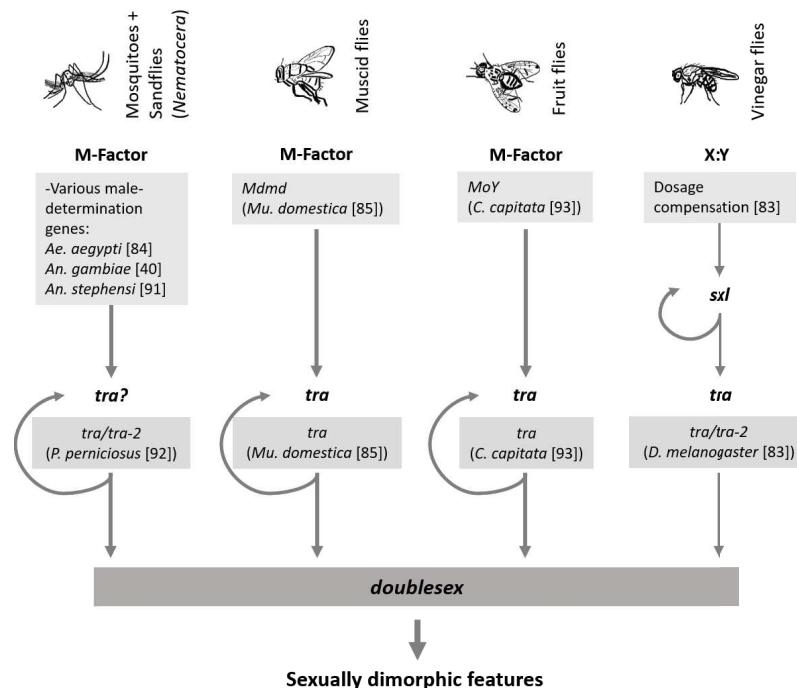 Mosquitoes +
Sandflies
(Nematocera)
Muscid flies
Fruit flies
Vinegar flies
M-Factor
M-Factor
M-Factor
X:Y
-Various male-
determination
genes:
Ae. aegypti [84]
An. gambiae [40]
An. stephensi [91]
Mdmd
(Mu. domestica [85])
MoY
(C. capitata [93])
Dosage
compensation [83]
sxl
tra?
tra
tra
tra
tra/tra-2
(P. perniciosus [92])
tra
(Mu. domestica [85])
tra
(C. capitata [93])
tra/tra-2
(D. melanogaster [83])
doublesex
Sexually dimorphic features